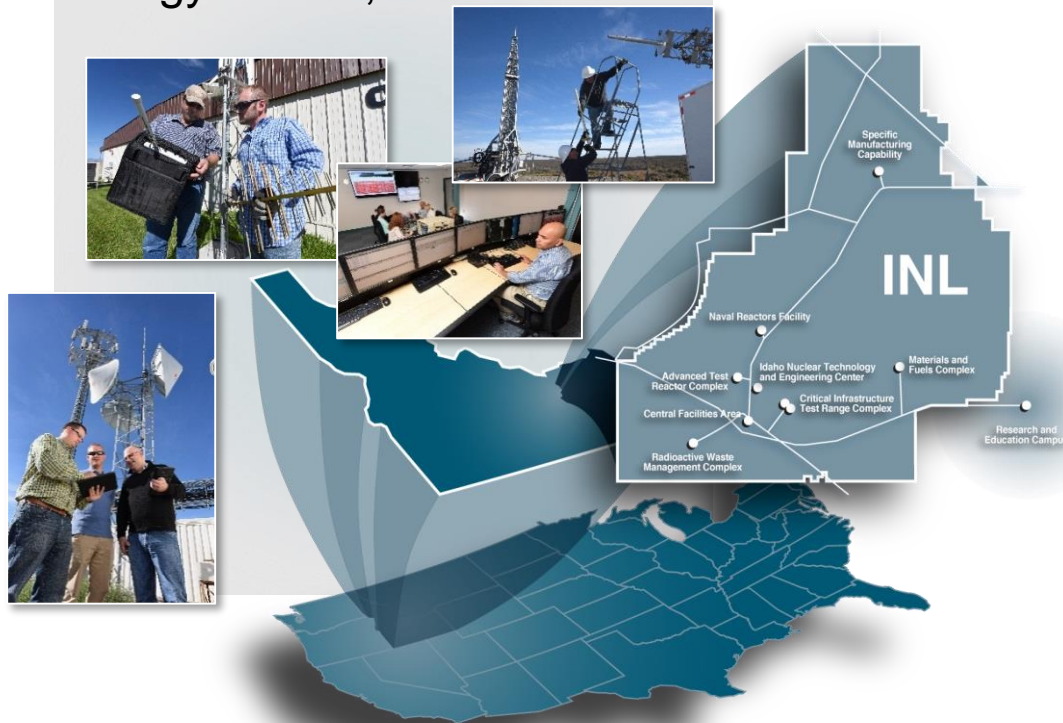 Specific
Manufacturing
Capability
INL
Naval Reactors Facility
Advanced Test
Reactor Complex
Idaho Nuclear Technology
and Engineering Center
Materials and
Fuels Complex
Critical Infrastructure
Test Range Complex
Central Facilities Area
Radioactive Waste
Management Complex
Research and
Education Campu